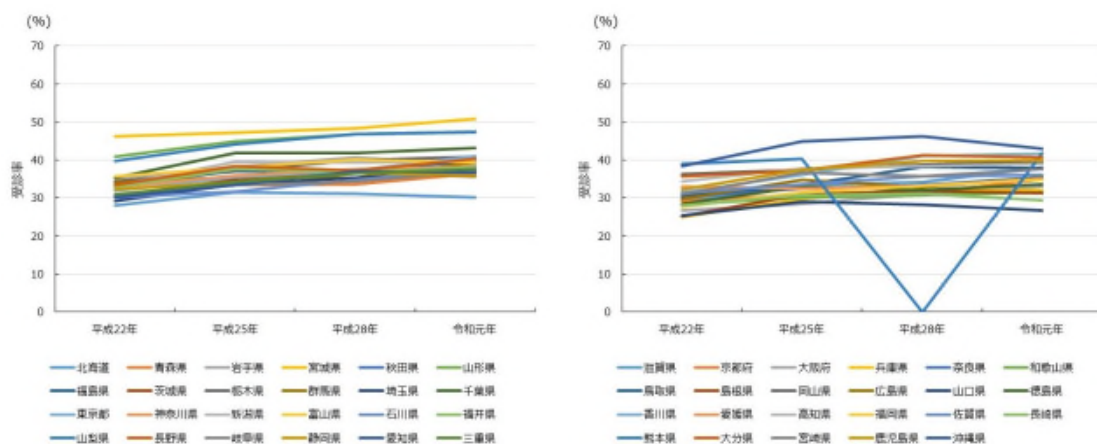 (%)
70
60
50
40
30
20
10
0
受診率
平成22年 平成25年 平成28年 令和元年
北海道 青森県 岩手県 宮城県 秋田県 山形県
福島県 茨城県 栃木県 群馬県 埼玉県 千葉県
東京都 神奈川県 新潟県 富山県 石川県 福井県
山梨県 長野県 岐阜県 静岡県 愛知県 三重県
(%)
70
60
50
40
30
20
10
0
受診率
平成22年 平成25年 平成28年 令和元年
滋賀県 京都府 大阪府 兵庫県 奈良県 和歌山県
鳥取県 島根県 岡山県 広島県 山口県 徳島県
香川県 愛媛県 高知県 福岡県 佐賀県 長崎県
熊本県 大分県 宮崎県 鹿児島県 沖縄県